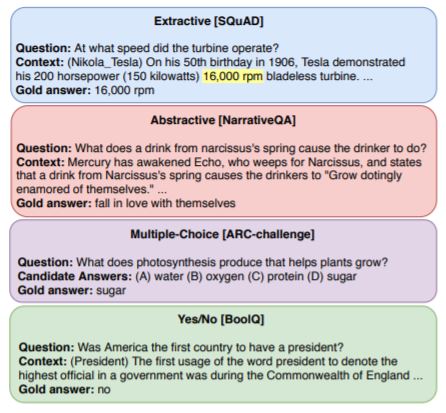 Extractive [SQuAD]
Question: At what speed did the turbine operate?
Context: (Nikola_Tesla) On his 50th birthday in 1906, Tesla demonstrated
his 200 horsepower (150 kilowatts) 16,000 rpm bladeless turbine. ...
Gold answer: 16,000 rpm
Abstractive [NarrativeQA]
Question: What does a drink from narcissus's spring cause the drinker to do?
Context: Mercury has awakened Echo, who weeps for Narcissus, and states
that a drink from Narcissus's spring causes the drinkers to "Grow dotingly
enamored of themselves." ...
Gold answer: fall in love with themselves
Multiple-Choice [ARC-challenge]
Question: What does photosynthesis produce that helps plants grow?
Candidate Answers: (A) water (B) oxygen (C) protein (D) sugar
Gold answer: sugar
Yes/No [BoolQ]
Question: Was America the first country to have a president?
Context: (President) The first usage of the word president to denote the
highest official in a government was during the Commonwealth of England ...
Gold answer: no